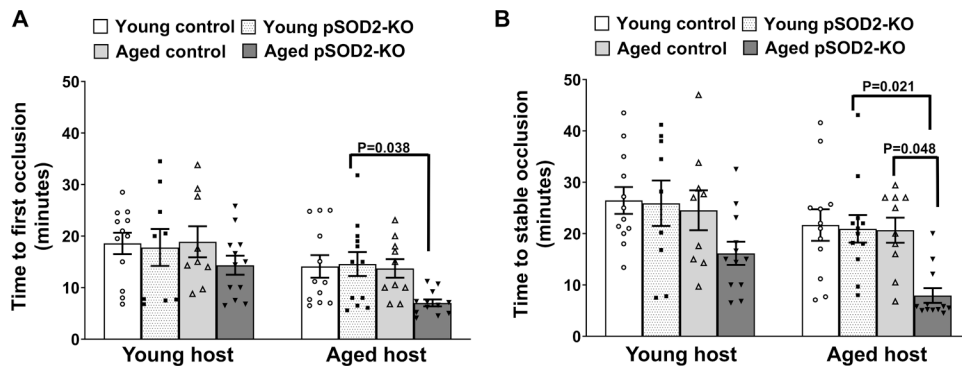 A
Young control
Young pSOD2-KO
Aged control
Aged pSOD2-KO
Time to first occlusion
(minutes)
50
40
30
20
10
0
P=0.038
Young host
Aged host
B
Young control
Young pSOD2-KO
Aged control
Aged pSOD2-KO
Time to stable occlusion
(minutes)
50
40
30
20
10
0
P=0.021
P=0.048
Young host
Aged host